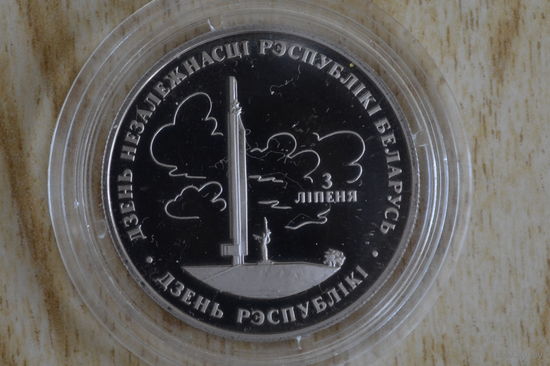 ДЗЕНЬ НЕЗАЛЕЖНАСЦІ РЭСПУБЛІКІ БЕЛАРУСЬ
3
ЛІПЕНЯ
• ДЗЕНЬ РЭСПУБЛІКІ •